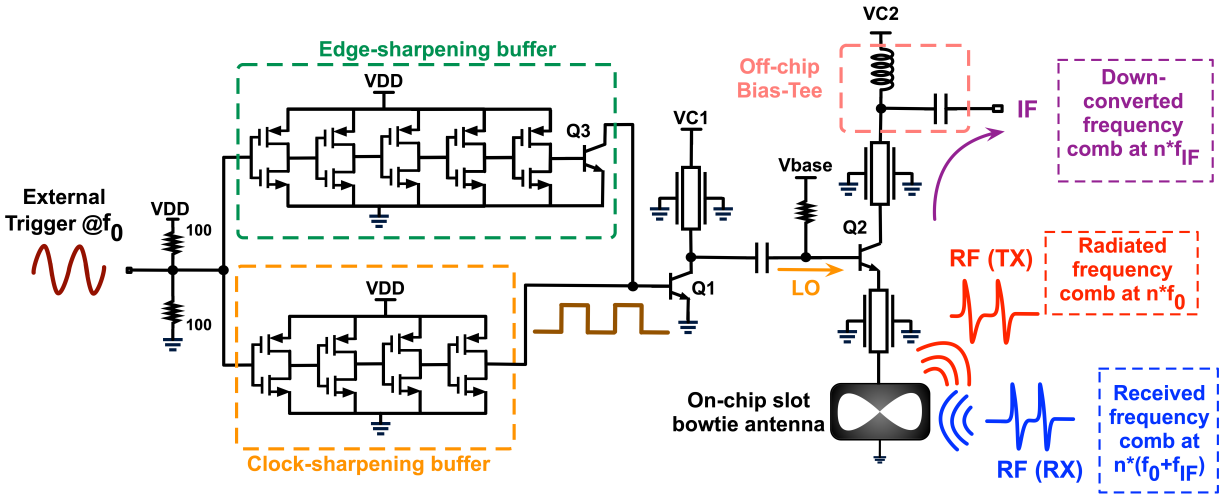 Edge-sharpening buffer
VDD
Q3
External
Trigger @f0
VDD
100
100
VDD
Clock-sharpening buffer
VC1
Q1
Off-chip
Bias-Tee
VC2
IF
Vbase
Q2
LO
On-chip slot
bowtie antenna
RF (TX)
RF (RX)
Down-
converted
frequency
comb at n*fIF
Radiated
frequency
comb at n*f0
Received
frequency
comb at
n*(f0+fIF)